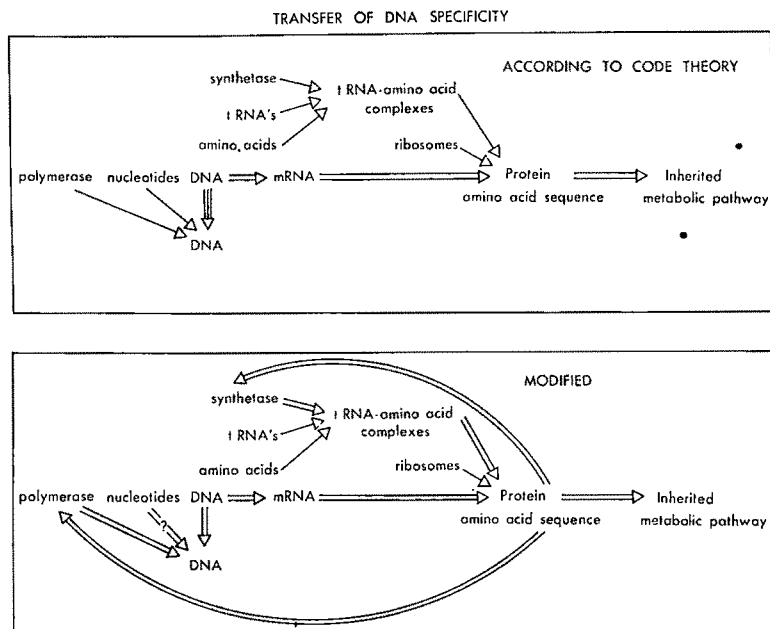 TRANSFER OF DNA SPECIFICITY
ACCORDING TO CODE THEORY
synthetase
t RNA-amino acid
complexes
t RNA's
amino acids
ribosomes
polymerase nucleotides DNA mRNA Protein Inherited
amino acid sequence metabolic pathway
DNA
MODIFIED
synthetase
t RNA-amino acid
complexes
t RNA's
amino acids
ribosomes
polymerase nucleotides DNA mRNA Protein Inherited
?
amino acid sequence metabolic pathway
DNA